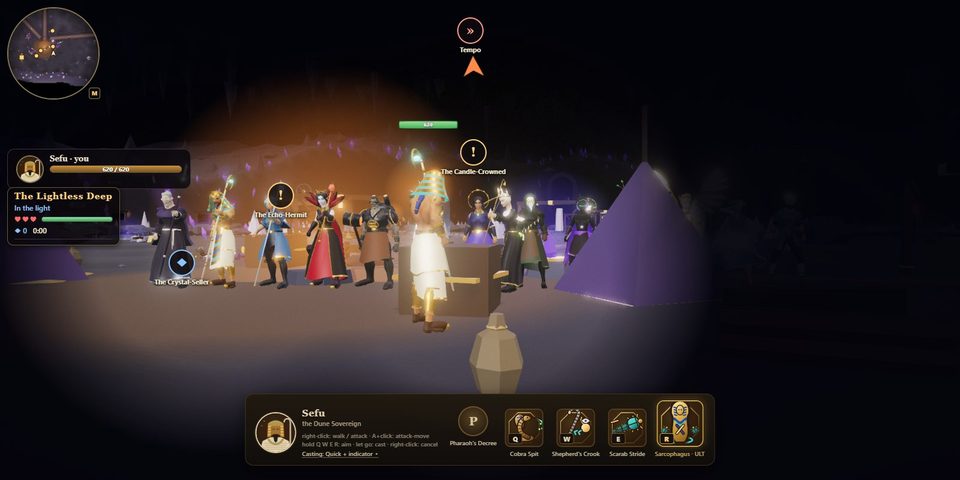 »
Tempo
M
620
Sefu · you
620 / 620
!
The Candle-Crowned
The Lightless Deep
In the light
0 0:00
!
The Echo-Hermit
The Crystal-Seller
Sefu
the Dune Sovereign
right-click: walk / attack · A+click: attack-move
hold Q W E R: aim · let go: cast · right-click: cancel
Casting: Quick + indicator
P
Pharaoh's Decree
Q
Cobra Spit
W
Shepherd's Crook
E
Scarab Stride
R
Sarcophagus · ULT